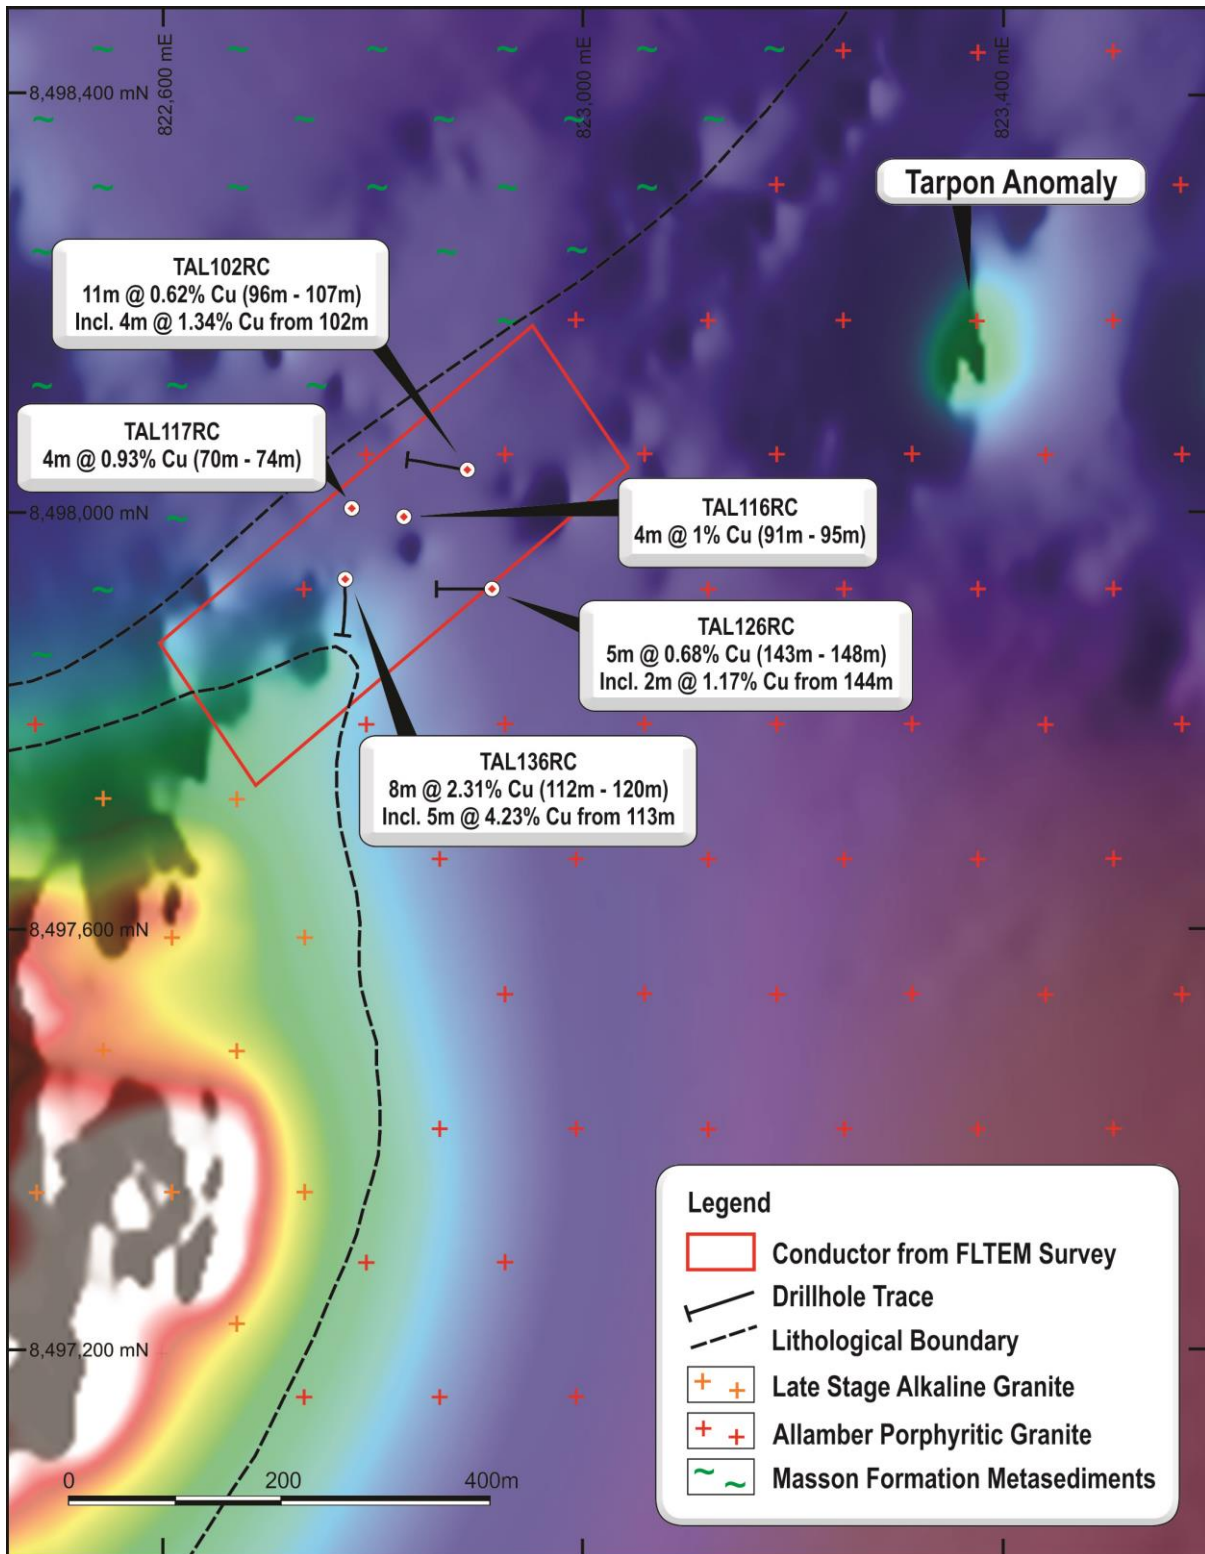 822,600 mE
823,000 mE
823,400 mE
8,498,400 mN
Tarpon Anomaly
TAL102RC
11m @ 0.62% Cu (96m - 107m)
Incl. 4m @ 1.34% Cu from 102m
TAL117RC
4m @ 0.93% Cu (70m - 74m)
8,498,000 mN
TAL116RC
4m @ 1% Cu (91m - 95m)
TAL126RC
5m @ 0.68% Cu (143m - 148m)
Incl. 2m @ 1.17% Cu from 144m
TAL136RC
8m @ 2.31% Cu (112m - 120m)
Incl. 5m @ 4.23% Cu from 113m
8,497,600 mN
8,497,200 mN
Legend
Conductor from FLTEM Survey
Drillhole Trace
Lithological Boundary
Late Stage Alkaline Granite
Allamber Porphyritic Granite
Masson Formation Metasediments
0 200 400m